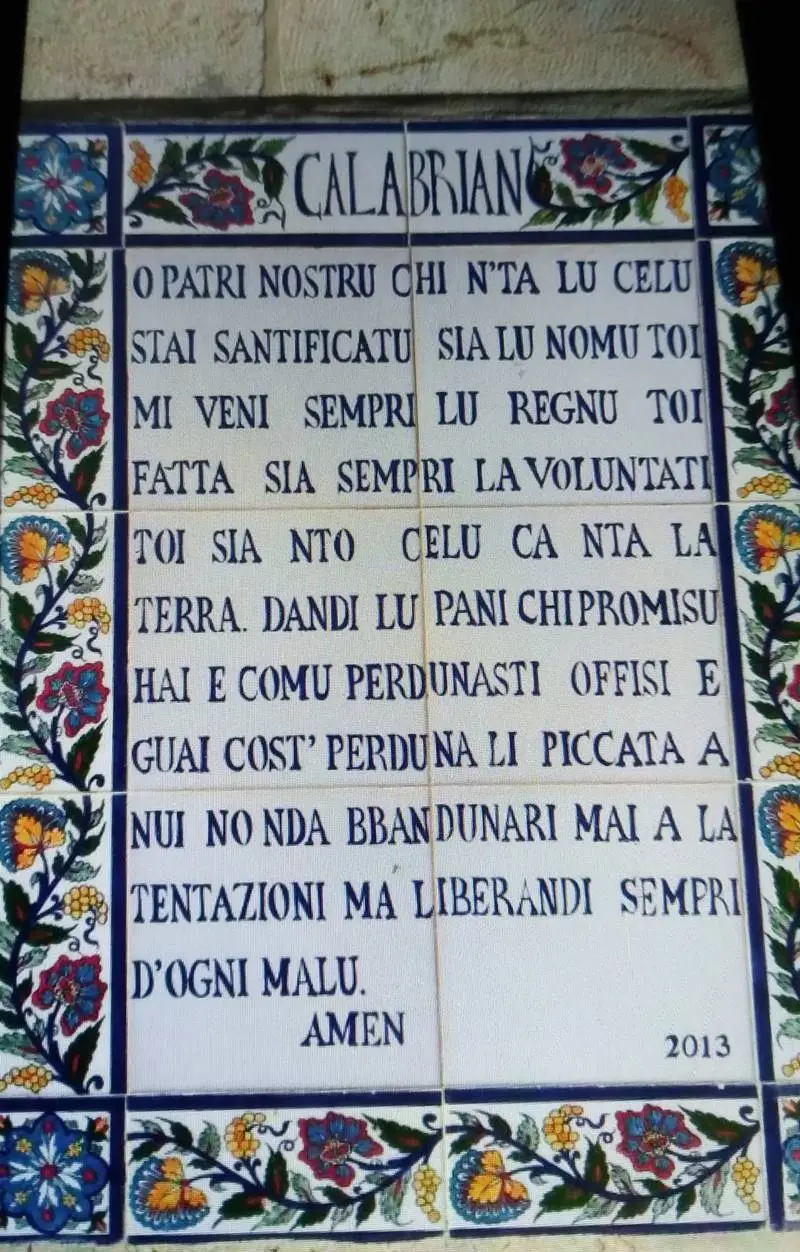 CALABRIAN
O PATRI NOSTRU CHI N'TA LU CELU
STAI SANTIFICATU SIA LU NOMU TOI
MI VENI SEMPRI LU REGNU TOI
FATTA SIA SEMPRI LA VOLUNTATI
TOI SIA NTO CELU CA NTA LA
TERRA. DANDI LU PANI CHI PROMISU
HAI E COMU PERDUNASTI OFFISI E
GUAI COST' PERDUNA LI PICCATA A
NUI NO NDA BBANDUNARI MAI A LA
TENTAZIONI MA LIBERANDI SEMPRI
D'OGNI MALU.
AMEN
2013